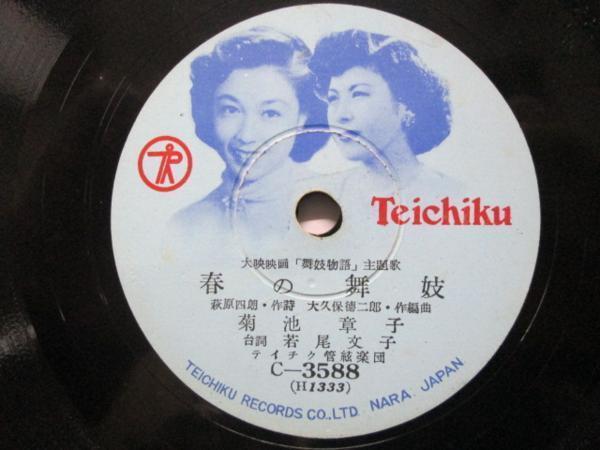 Teichiku
大映映画「舞妓物語」主題歌
春の舞妓
萩原四朗・作詩 大久保徳二郎・作編曲
菊池章子
台詞 若尾文子
テイチク管絃楽団
C-3588
(H1333)
TEICHIKU RECORDS CO., LTD. NARA JAPAN